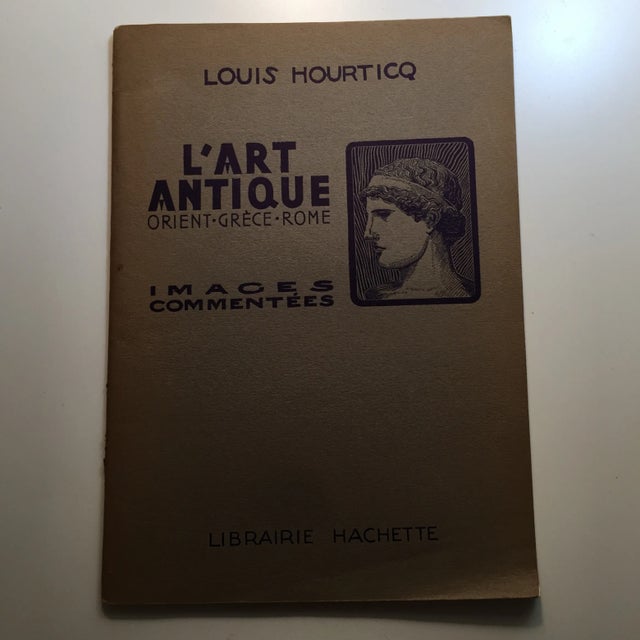 LOUIS HOURTICQ
L'ART
ANTIQUE
ORIENT·GRÈCE·ROME
IMAGES
COMMENTÉES
LIBRAIRIE HACHETTE